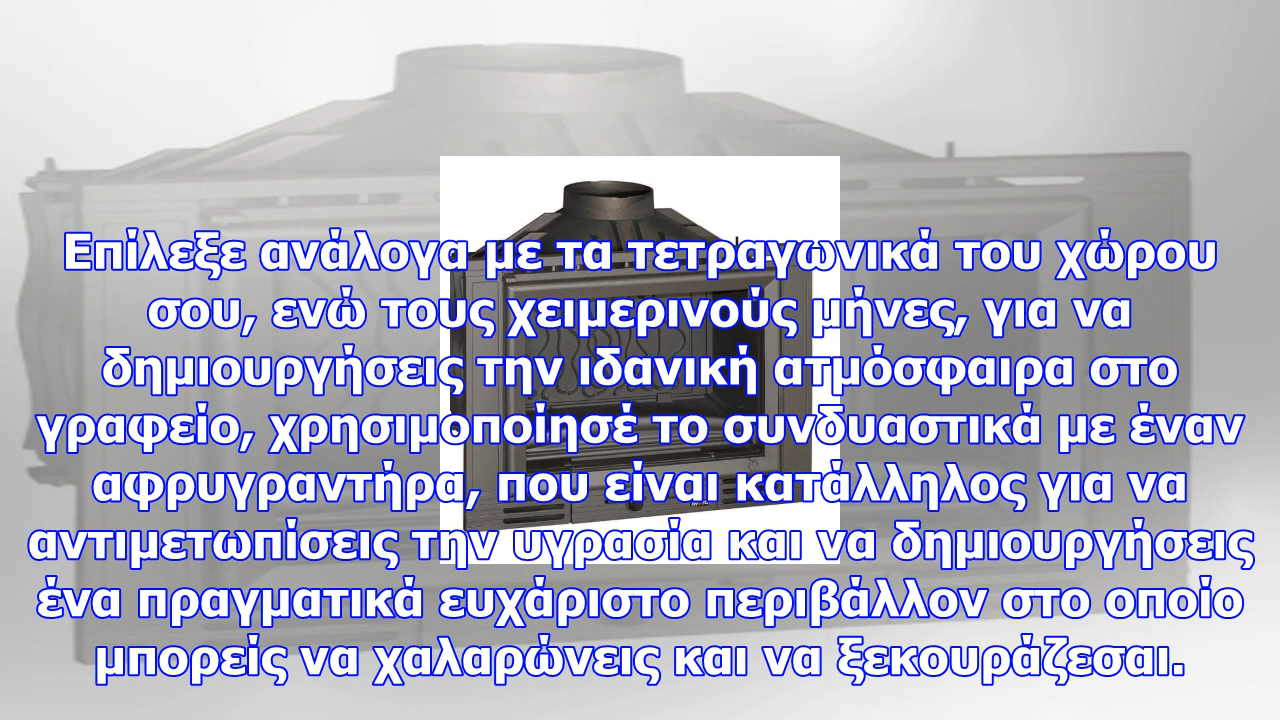 Επίλεξε ανάλογα με τα τετραγωνικά του χώρου
σου, ενώ τους χειμερινούς μήνες, για να
δημιουργήσεις την ιδανική ατμόσφαιρα στο
γραφείο, χρησιμοποίησέ το συνδυαστικά με έναν
αφρυγραντήρα, που είναι κατάλληλος για να
αντιμετωπίσεις την υγρασία και να δημιουργήσεις
ένα πραγματικά ευχάριστο περιβάλλον στο οποίο
μπορείς να χαλαρώνεις και να ξεκουράζεσαι.